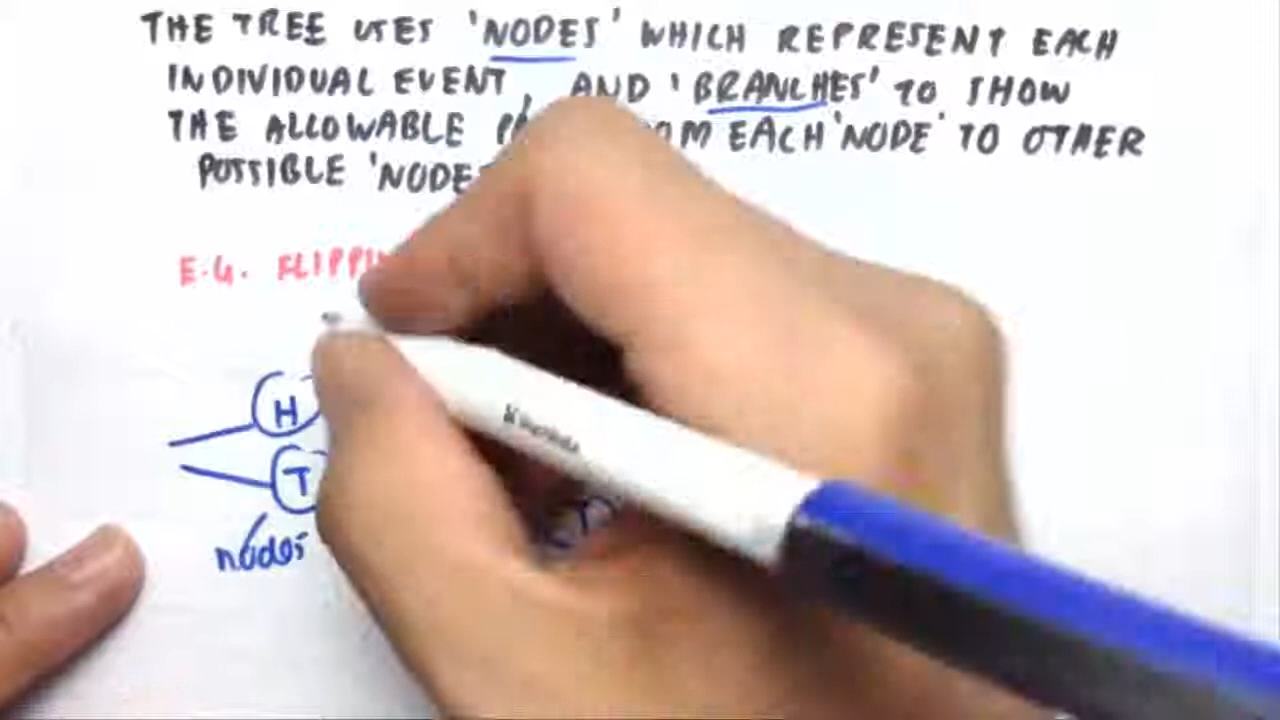 THE TREE USES 'NODES' WHICH REPRESENT EACH
INDIVIDUAL EVENT, AND 'BRANCHES' TO SHOW
THE ALLOWABLE EACH 'NODE' TO OTHER
POSSIBLE
E.G.
H
T
nodes